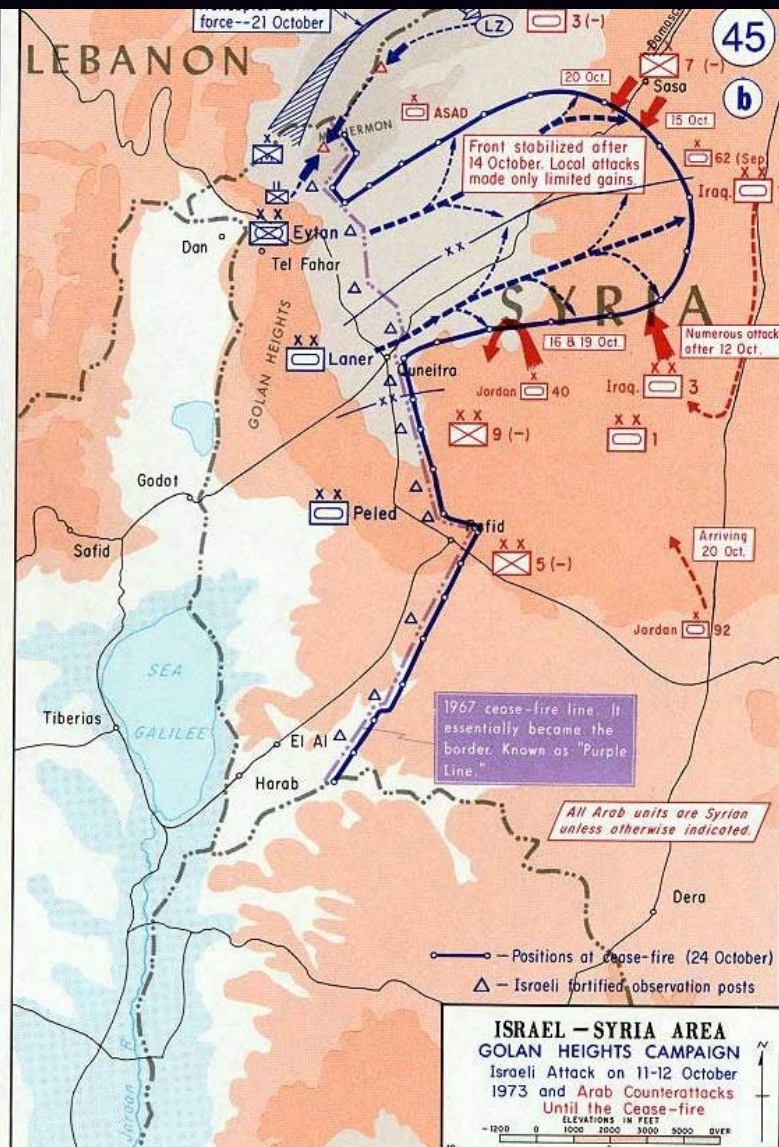 force--21 October
LEBANON
LZ
3 (-)
45
b
7 (-)
Sasa
20 Oct.
15 Oct.
ASAD
HERMON
Front stabilized after
14 October. Local attacks
made only limited gains.
62 (Sep)
Iraq.
Eytan
Dan
Tel Fahar
SYRIA
GOLAN HEIGHTS
Laner
Quneitra
16 & 19 Oct.
Numerous attack
after 12 Oct.
Jordan 40
Iraq. 3
9 (-)
1
Godot
Peled
Safid
Rafid
5 (-)
Arriving
20 Oct.
Jordan 92
SEA
GALILEE
Tiberias
1967 cease-fire line. It
essentially became the
border. Known as "Purple
Line."
El Al
Harab
All Arab units are Syrian
unless otherwise indicated.
Dera
— Positions at cease-fire (24 October)
— Israeli fortified observation posts
Jordan R
ISRAEL — SYRIA AREA
GOLAN HEIGHTS CAMPAIGN
Israeli Attack on 11-12 October
1973 and Arab Counterattacks
Until the Cease-fire
ELEVATIONS IN FEET
-1200 0 1000 2000 3000 5000 OVER
N